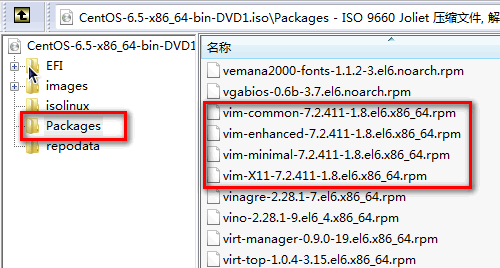 CentOS-6.5-x86_64-bin-DVD1.iso\Packages - ISO 9660 Joliet 压缩文件, 解
CentOS-6.5-x86_64-bin-DVD1
EFI
images
isolinux
Packages
repodata
名称
vemana2000-fonts-1.1.2-3.el6.noarch.rpm
vgabios-0.6b-3.7.el6.noarch.rpm
vim-common-7.2.411-1.8.el6.x86_64.rpm
vim-enhanced-7.2.411-1.8.el6.x86_64.rpm
vim-minimal-7.2.411-1.8.el6.x86_64.rpm
vim-X11-7.2.411-1.8.el6.x86_64.rpm
vinagre-2.28.1-7.el6.x86_64.rpm
vino-2.28.1-9.el6_4.x86_64.rpm
virt-manager-0.9.0-19.el6.x86_64.rpm
virt-top-1.0.4-3.15.el6.x86_64.rpm